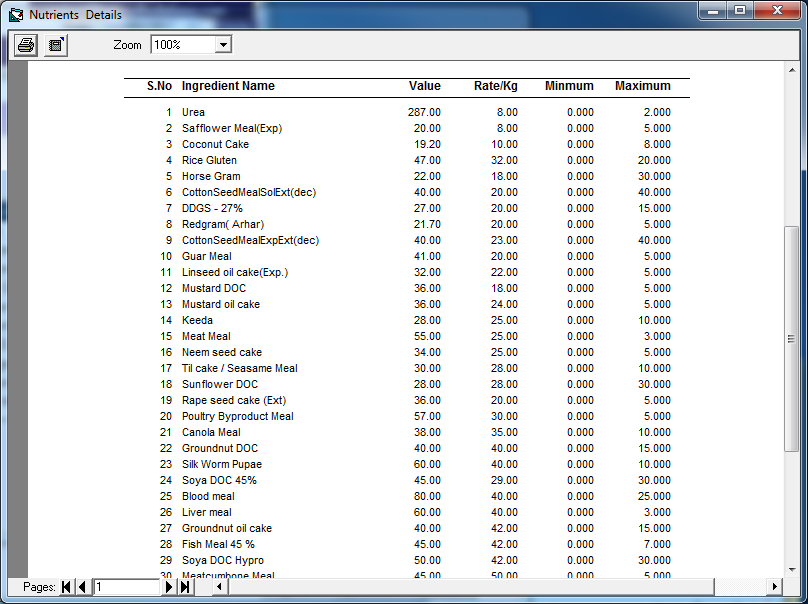 Nutrients Details
Zoom 100%
S.No Ingredient Name Value Rate/Kg Minmum Maximum
1 Urea 287.00 8.00 0.000 2.000
2 Safflower Meal(Exp) 20.00 8.00 0.000 5.000
3 Coconut Cake 19.20 10.00 0.000 8.000
4 Rice Gluten 47.00 32.00 0.000 20.000
5 Horse Gram 22.00 18.00 0.000 30.000
6 CottonSeedMealSolExt(dec) 40.00 20.00 0.000 40.000
7 DDGS - 27% 27.00 20.00 0.000 15.000
8 Redgram( Arhar) 21.70 20.00 0.000 5.000
9 CottonSeedMealExpExt(dec) 40.00 23.00 0.000 40.000
10 Guar Meal 41.00 20.00 0.000 5.000
11 Linseed oil cake(Exp.) 32.00 22.00 0.000 5.000
12 Mustard DOC 36.00 18.00 0.000 5.000
13 Mustard oil cake 36.00 24.00 0.000 5.000
14 Keeda 28.00 25.00 0.000 10.000
15 Meat Meal 55.00 25.00 0.000 3.000
16 Neem seed cake 34.00 25.00 0.000 5.000
17 Til cake / Seasame Meal 30.00 28.00 0.000 10.000
18 Sunflower DOC 28.00 28.00 0.000 30.000
19 Rape seed cake (Ext) 36.00 20.00 0.000 5.000
20 Poultry Byproduct Meal 57.00 30.00 0.000 5.000
21 Canola Meal 38.00 35.00 0.000 10.000
22 Groundnut DOC 40.00 40.00 0.000 15.000
23 Silk Worm Pupae 60.00 40.00 0.000 10.000
24 Soya DOC 45% 45.00 29.00 0.000 30.000
25 Blood meal 80.00 40.00 0.000 25.000
26 Liver meal 60.00 40.00 0.000 3.000
27 Groundnut oil cake 40.00 42.00 0.000 15.000
28 Fish Meal 45 % 45.00 42.00 0.000 7.000
29 Soya DOC Hypro 50.00 42.00 0.000 30.000
30 Meatcumbone Meal 45.00 50.00 0.000 5.000
Pages: 1